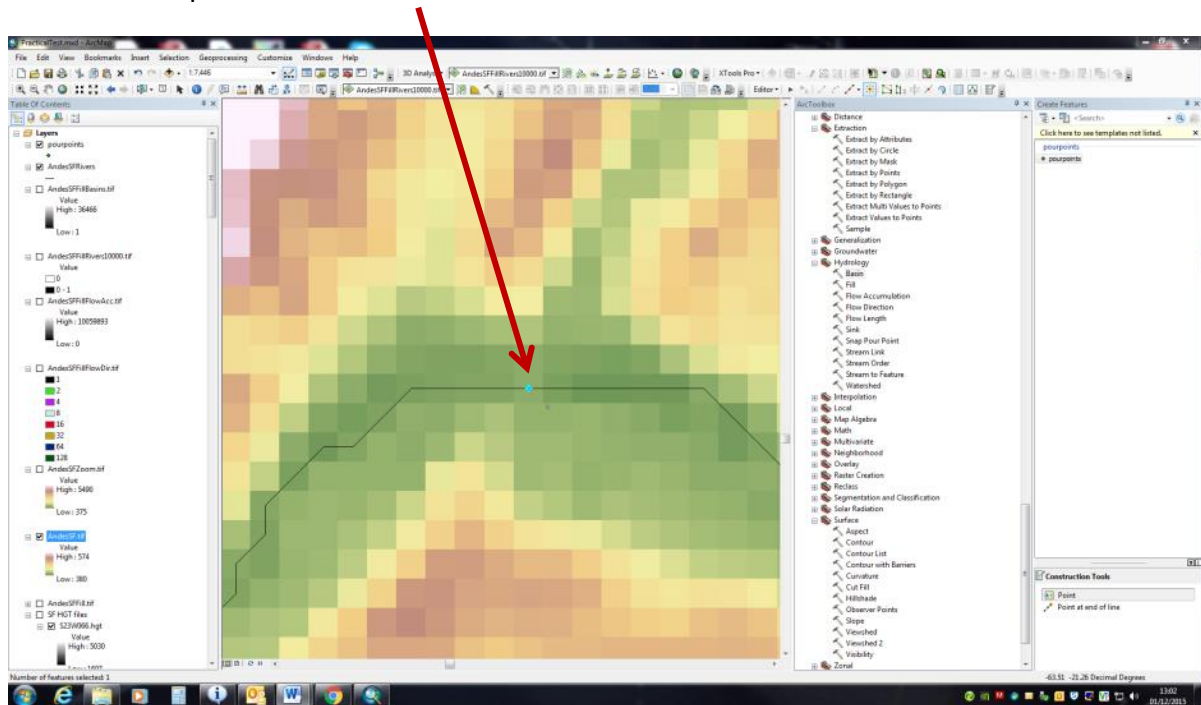 PracticalTest.mxd - ArcMap
File Edit View Bookmarks Insert Selection Geoprocessing Customize Windows Help
1:7,446
3D Analyst
AndesSFFillRivers10000.tif
XTools Pro
AndesSFFillRivers10000.tif
Editor
Table Of Contents
Layers
pourpoints
AndesSFRivers
AndesSFFillBasins.tif
Value
High : 36466
Low : 1
AndesSFFillRivers10000.tif
Value
0
0 - 1
AndesSFFillFlowAcc.tif
Value
High : 10059893
Low : 0
AndesSFFillFlowDir.tif
1
2
4
8
16
32
64
128
AndesSFZoom.tif
Value
Low : 375
AndesSF.tif
Value
High : 574
Low : 380
AndesSFFill.tif
SF HGT files
S23W066.hgt
Value
High : 5030
ArcToolbox
Distance
Extraction
Extract by Attributes
Extract by Circle
Extract by Mask
Extract by Points
Extract by Polygon
Extract by Rectangle
Extract Multi Values to Points
Extract Values to Points
Sample
Generalization
Groundwater
Hydrology
Basin
Fill
Flow Accumulation
Flow Direction
Flow Length
Sink
Snap Pour Point
Stream Link
Stream Order
Stream to Feature
Watershed
Interpolation
Local
Map Algebra
Math
Multivariate
Neighborhood
Overlay
Raster Creation
Reclass
Segmentation and Classification
Solar Radiation
Surface
Aspect
Contour
Contour List
Contour with Barriers
Curvature
Cut Fill
Hillshade
Observer Points
Slope
Viewshed
Viewshed 2
Visibility
Zonal
Create Features
<Search>
Click here to see templates not listed.
pourpoints
pourpoints
Construction Tools
Point
Point at end of line
Number of features selected: 1
-63.51 -21.26 Decimal Degrees
13:02
01/12/2015